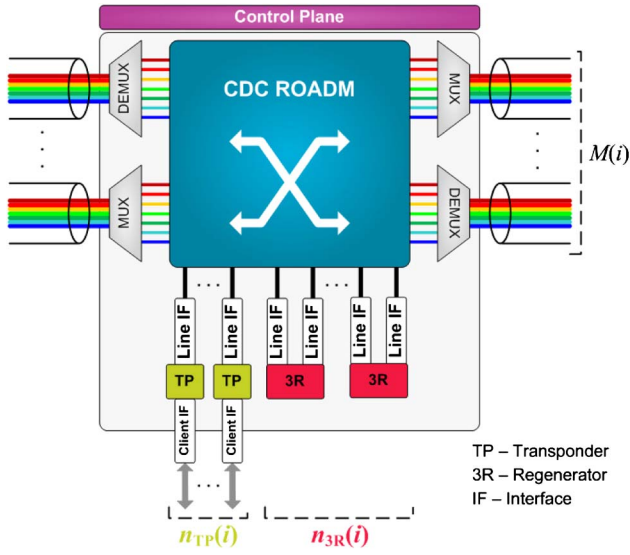 Control Plane
DEMUX
CDC ROADM
MUX
M(i)
MUX
DEMUX
Line IF
Line IF
Line IF
Line IF
Line IF
Line IF
TP
TP
3R
3R
Client IF
Client IF
TP – Transponder
3R – Regenerator
IF – Interface
nTP(i)
n3R(i)